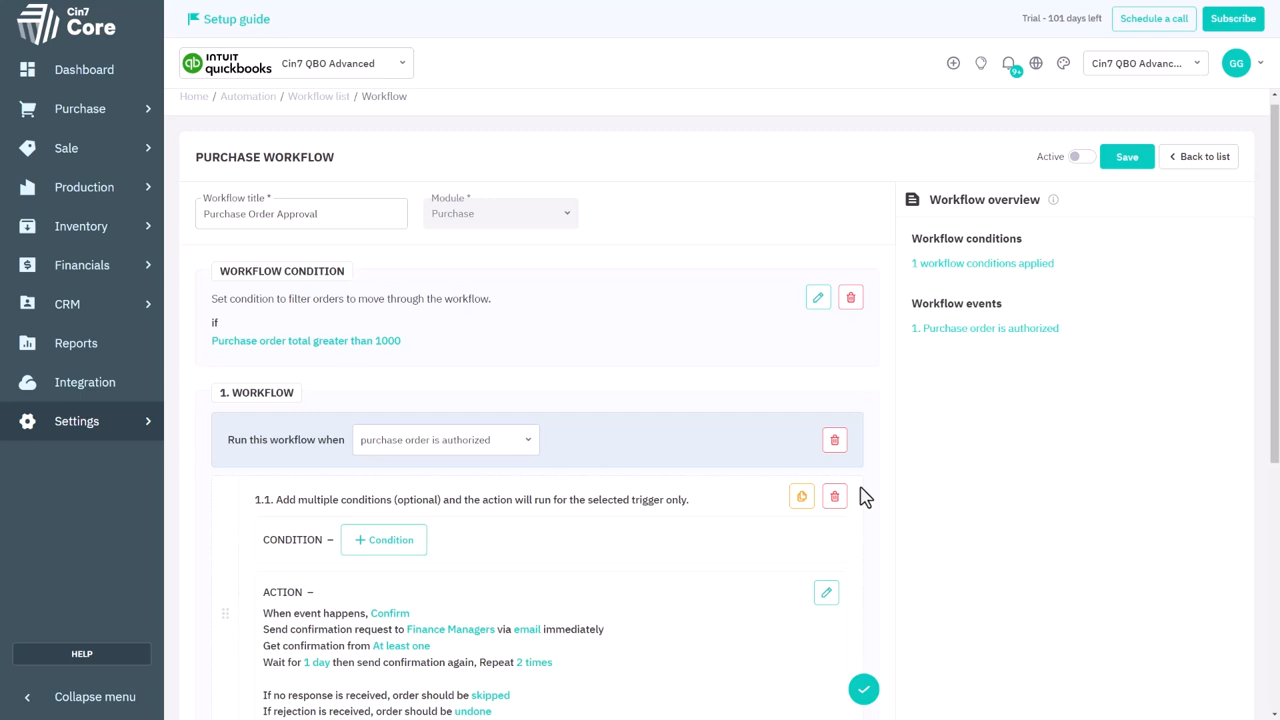 Cin7
Core
Setup guide
Trial - 101 days left
Schedule a call
Subscribe
Dashboard
Purchase
Sale
Production
Inventory
Financials
CRM
Reports
Integration
Settings
HELP
Collapse menu
INTUIT
quickbooks
Cin7 QBO Advanced
9+
Cin7 QBO Advanc...
GG
Home / Automation / Workflow list / Workflow
PURCHASE WORKFLOW
Active
Save
Back to list
Workflow title *
Purchase Order Approval
Module *
Purchase
WORKFLOW CONDITION
Set condition to filter orders to move through the workflow.
if
Purchase order total greater than 1000
1. WORKFLOW
Run this workflow when
purchase order is authorized
1.1. Add multiple conditions (optional) and the action will run for the selected trigger only.
CONDITION –
+ Condition
ACTION –
When event happens, Confirm
Send confirmation request to Finance Managers via email immediately
Get confirmation from At least one
Wait for 1 day then send confirmation again, Repeat 2 times
If no response is received, order should be skipped
If rejection is received, order should be undone
Workflow overview
Workflow conditions
1 workflow conditions applied
Workflow events
1. Purchase order is authorized